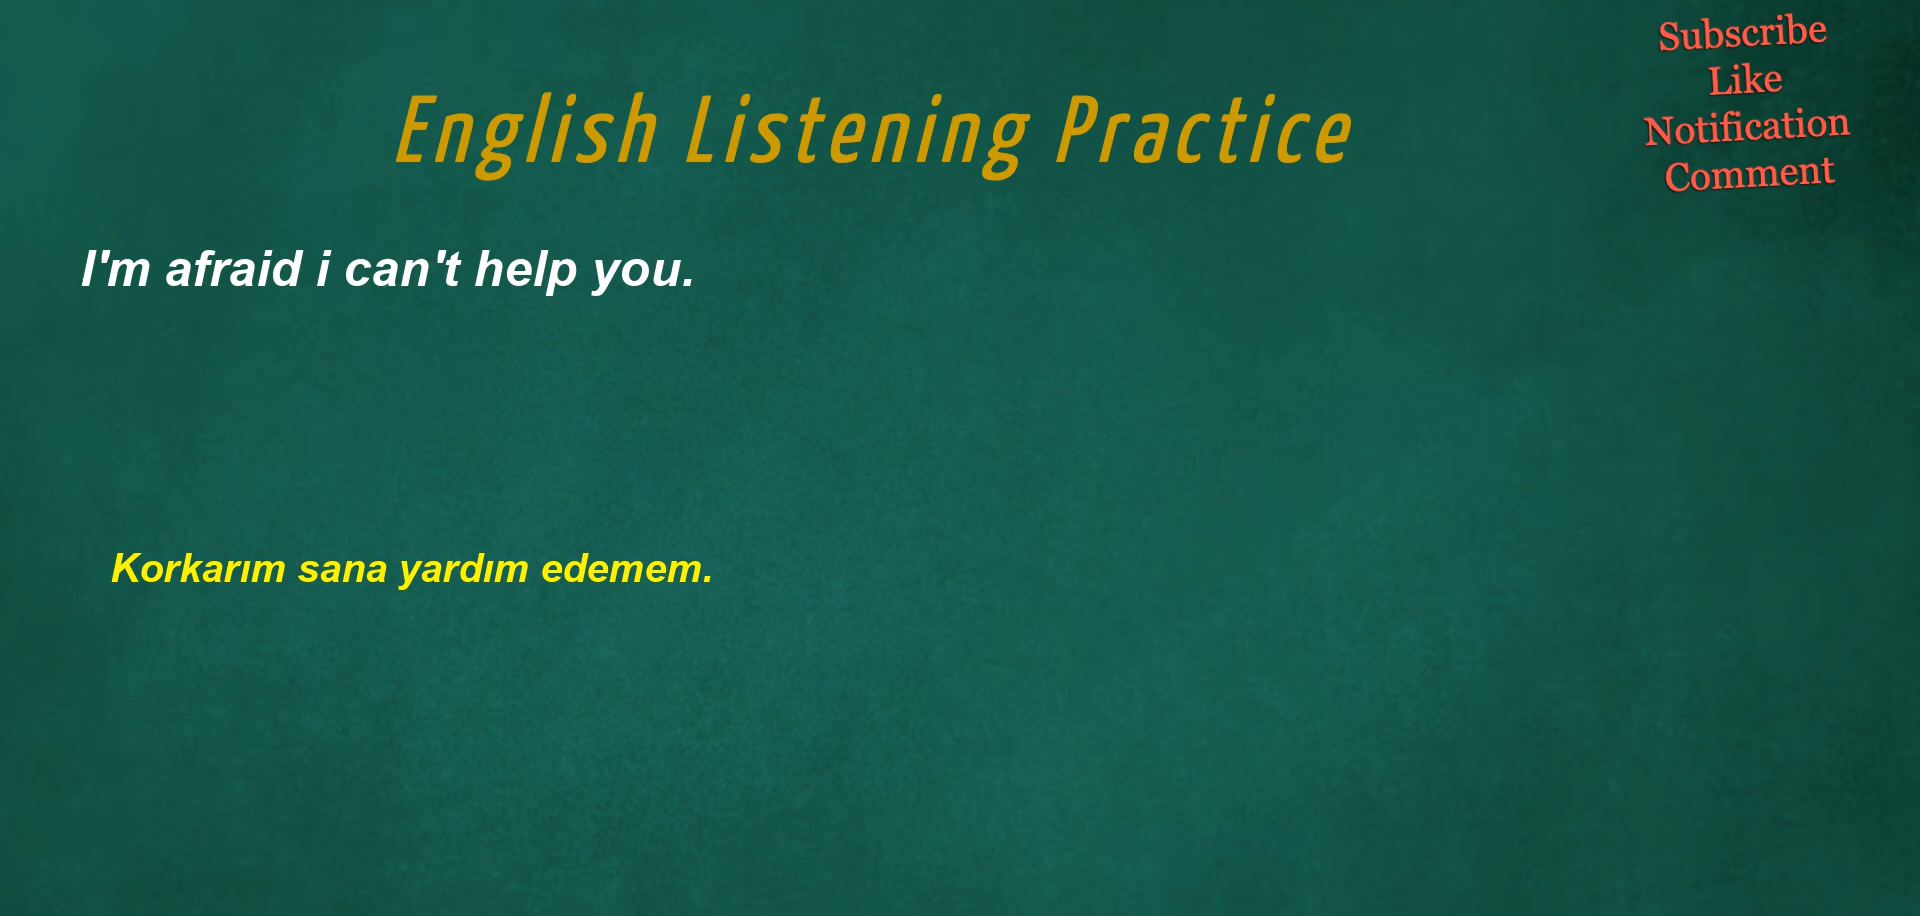 English Listening Practice
Subscribe
Like
Notification
Comment
I'm afraid i can't help you.
Korkarım sana yardım edemem.